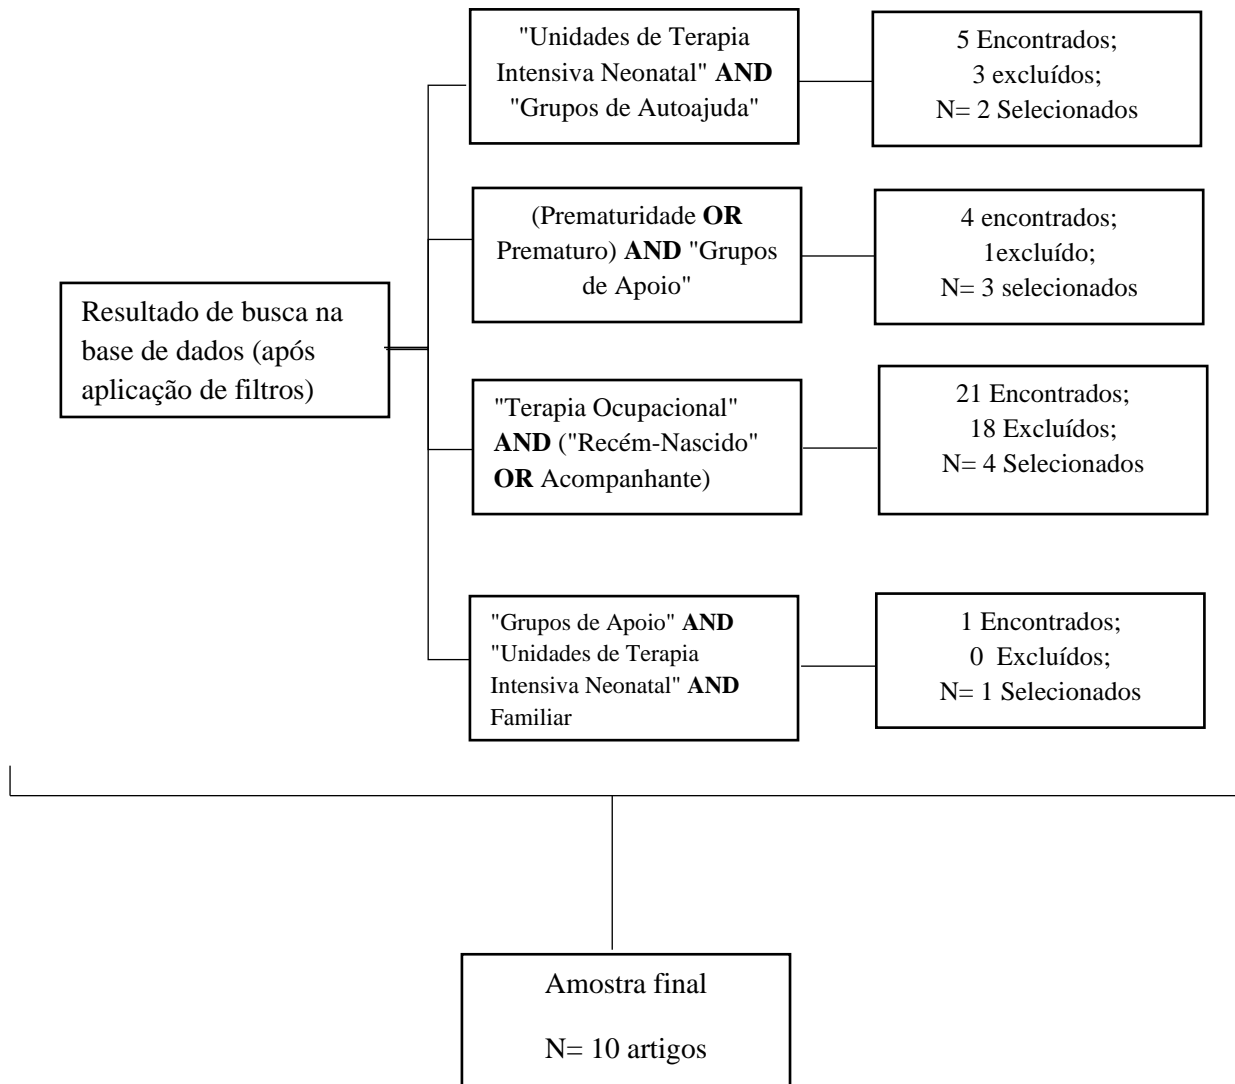 "Unidades de Terapia
Intensiva Neonatal" AND
"Grupos de Autoajuda"
5 Encontrados;
3 excluídos;
N= 2 Selecionados
(Prematuridade OR
Prematuro) AND "Grupos
de Apoio"
4 encontrados;
1excluído;
N= 3 selecionados
Resultado de busca na
base de dados (após
aplicação de filtros)
"Terapia Ocupacional"
AND ("Recém-Nascido"
OR Acompanhante)
21 Encontrados;
18 Excluídos;
N= 4 Selecionados
"Grupos de Apoio" AND
"Unidades de Terapia
Intensiva Neonatal" AND
Familiar
1 Encontrados;
0 Excluídos;
N= 1 Selecionados
Amostra final
N= 10 artigos